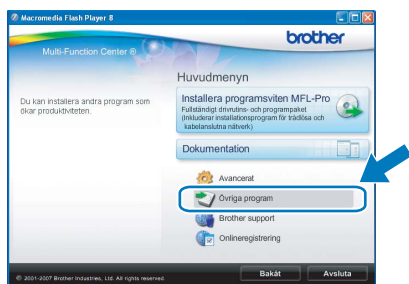 Macromedia Flash Player 8
brother
Multi-Function Center ®
Huvudmenyn
Du kan installera andra program som
ökar produktiviteten.
Installera programsviten MFL-Pro
Fullständigt drivrutins- och programpaket
(Inkluderar installationsprogram för trådlösa och
kabelanslutna nätverk)
Dokumentation
Avancerat
Övriga program
Brother support
Onlineregistrering
© 2001-2007 Brother Industries, Ltd. All rights reserved.
Bakåt
Avsluta